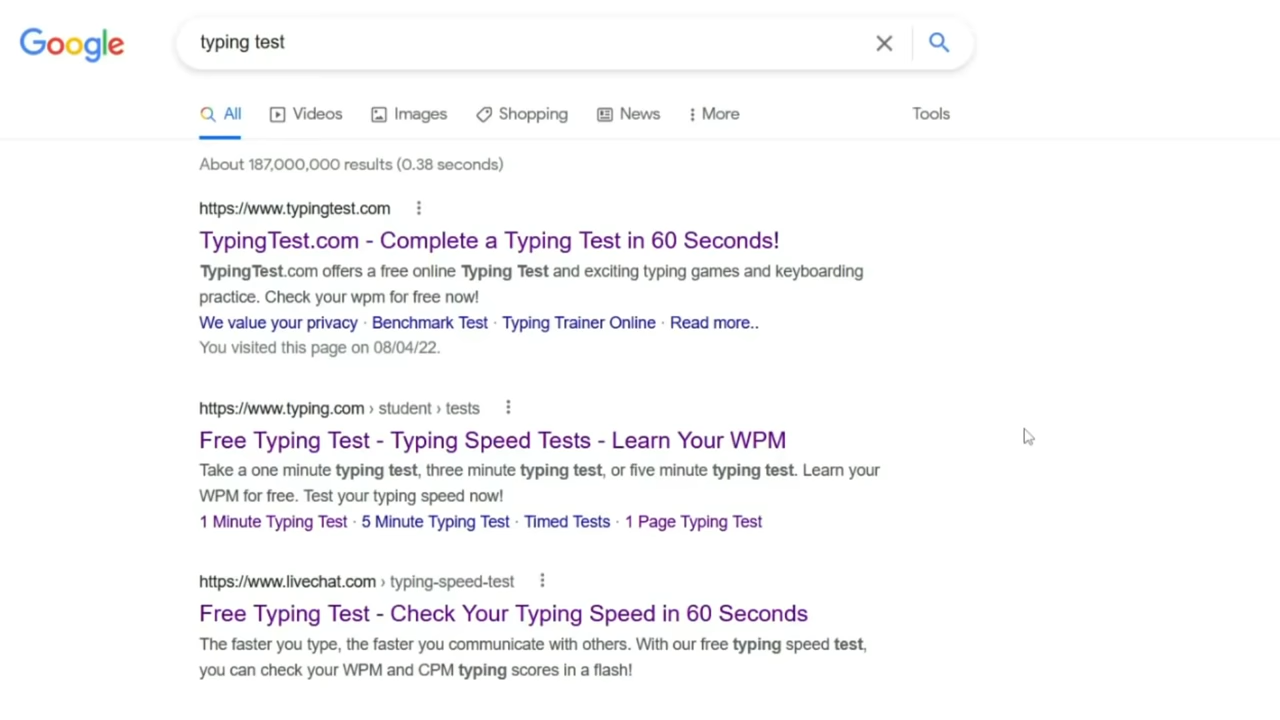 Google
typing test
All Videos Images Shopping News More Tools
About 187,000,000 results (0.38 seconds)
https://www.typingtest.com
TypingTest.com - Complete a Typing Test in 60 Seconds!
TypingTest.com offers a free online Typing Test and exciting typing games and keyboarding
practice. Check your wpm for free now!
We value your privacy · Benchmark Test · Typing Trainer Online · Read more..
You visited this page on 08/04/22.
https://www.typing.com › student › tests
Free Typing Test - Typing Speed Tests - Learn Your WPM
Take a one minute typing test, three minute typing test, or five minute typing test. Learn your
WPM for free. Test your typing speed now!
1 Minute Typing Test · 5 Minute Typing Test · Timed Tests · 1 Page Typing Test
https://www.livechat.com › typing-speed-test
Free Typing Test - Check Your Typing Speed in 60 Seconds
The faster you type, the faster you communicate with others. With our free typing speed test,
you can check your WPM and CPM typing scores in a flash!